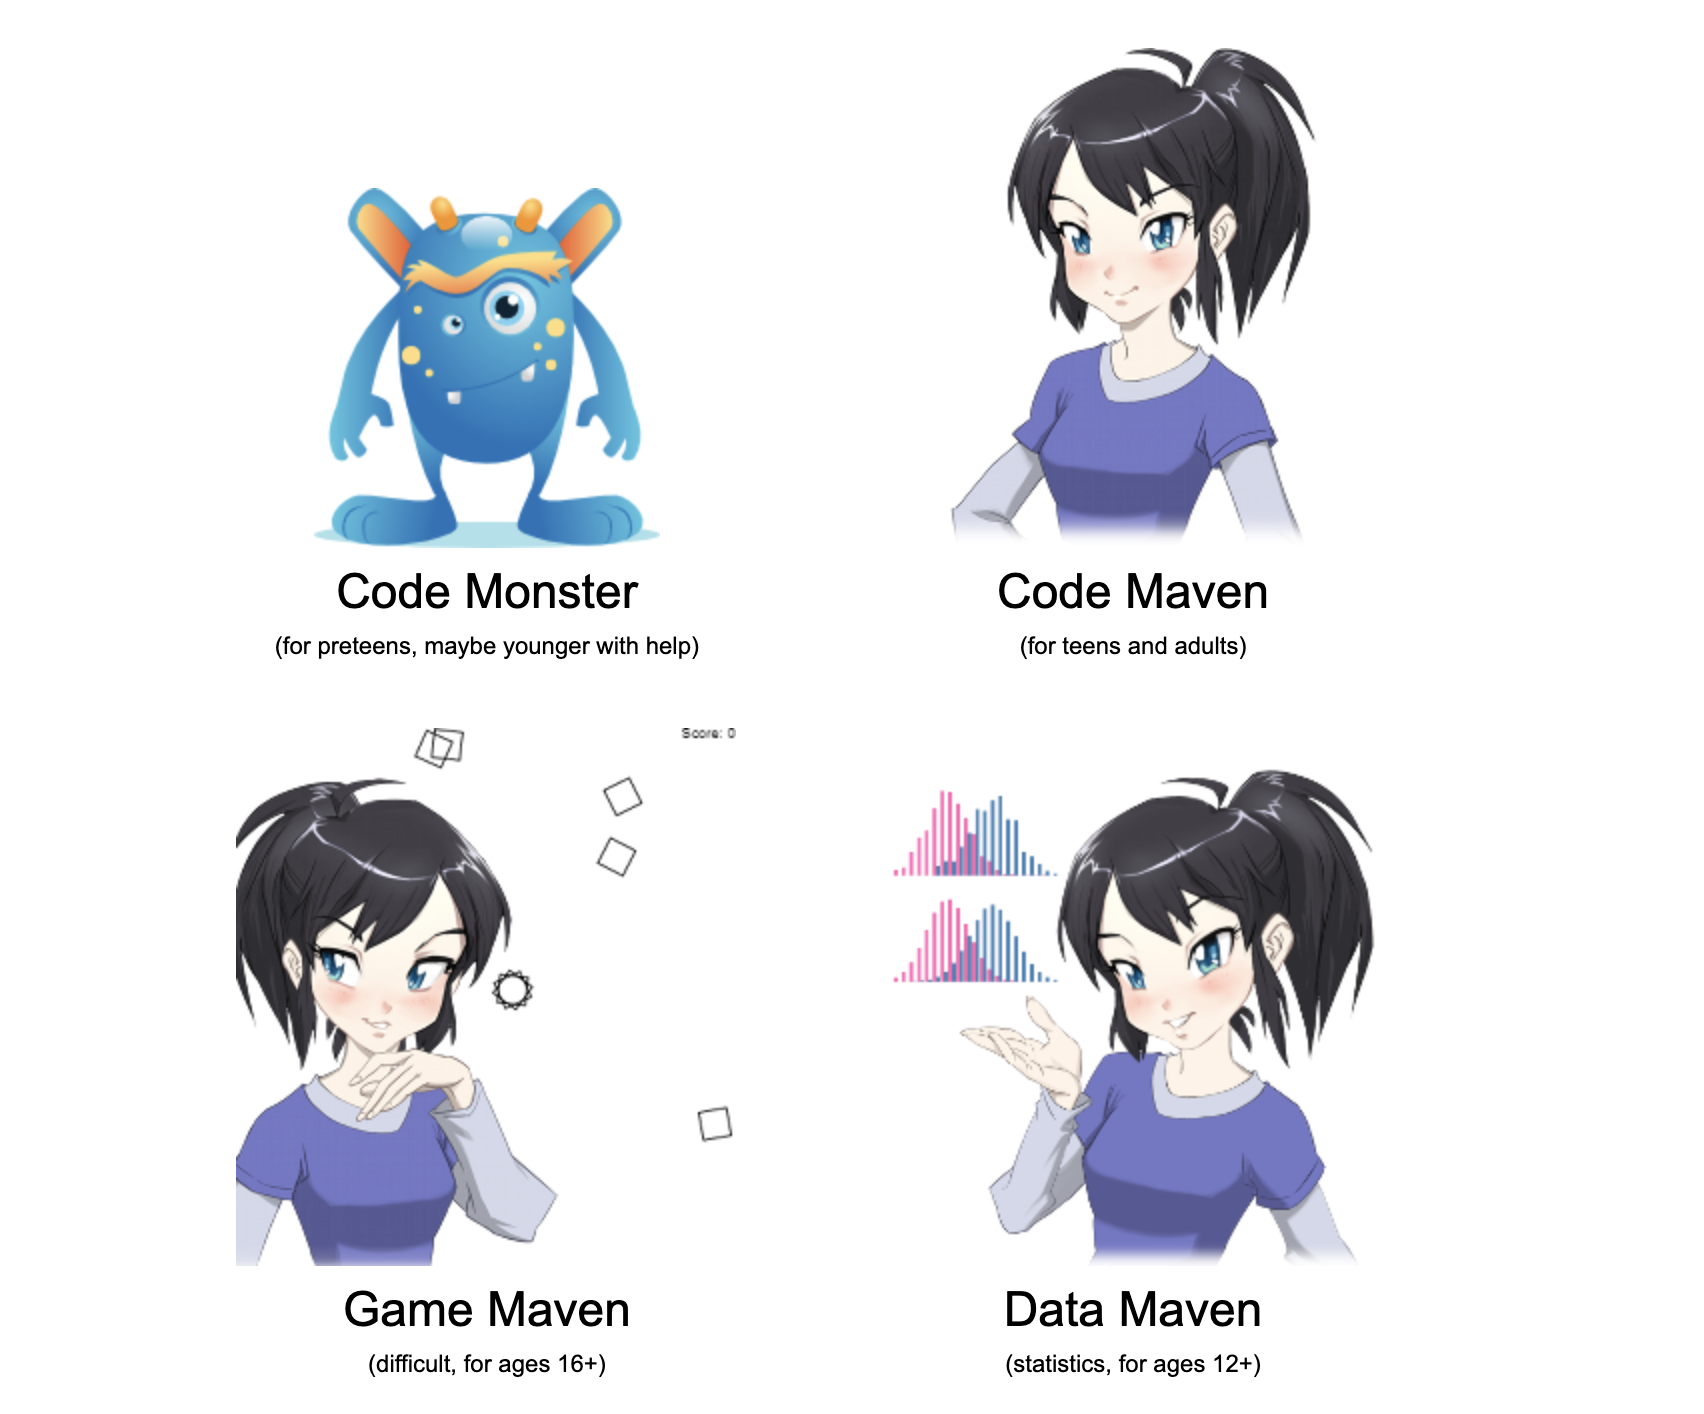 Code Monster
(for preteens, maybe younger with help)
Code Maven
(for teens and adults)
Score: 0
Game Maven
(difficult, for ages 16+)
Data Maven
(statistics, for ages 12+)